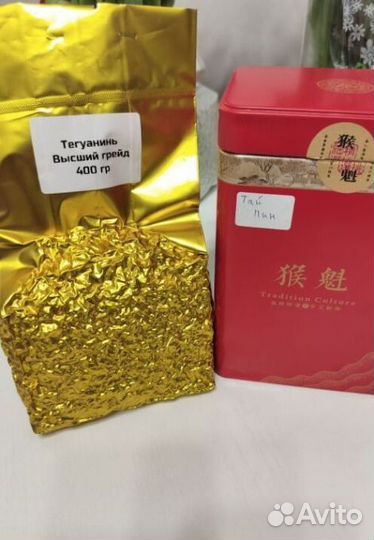 Тегуанинь
Высший грейд
400 гр
猴
魁
Тай
Пин
猴魁
Tradition Culture
Avito